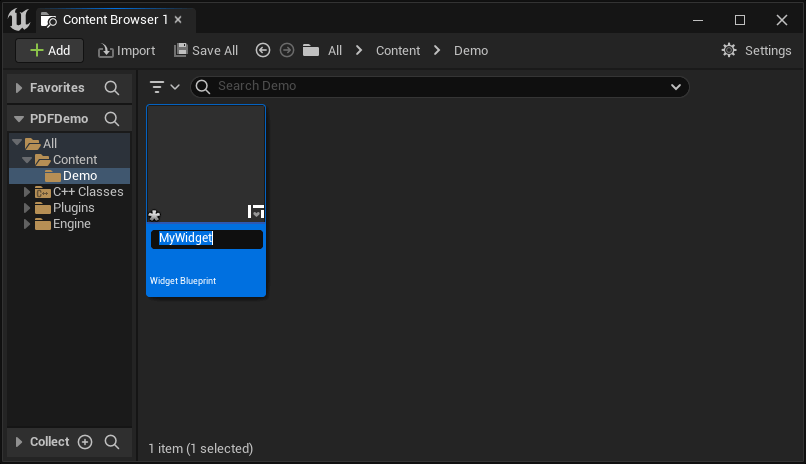 Content Browser 1
Add
Import
Save All
All
Content
Demo
Settings
Favorites
Search Demo
PDFDemo
All
Content
Demo
C++ Classes
Plugins
Engine
MyWidget
Widget Blueprint
Collect
1 item (1 selected)